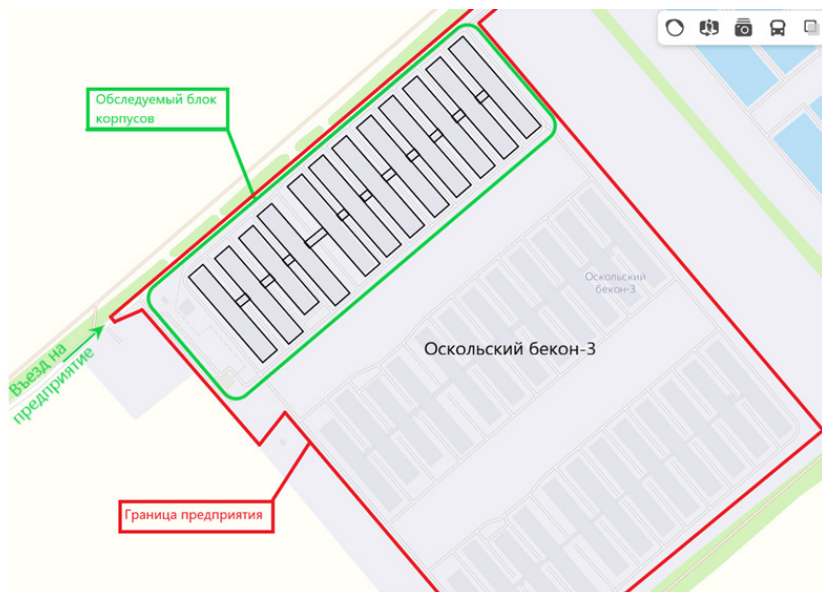 Обследуемый блок
корпусов
Оскольский
бекон-3
Оскольский бекон-3
Въезд на
предприятие
Граница предприятия